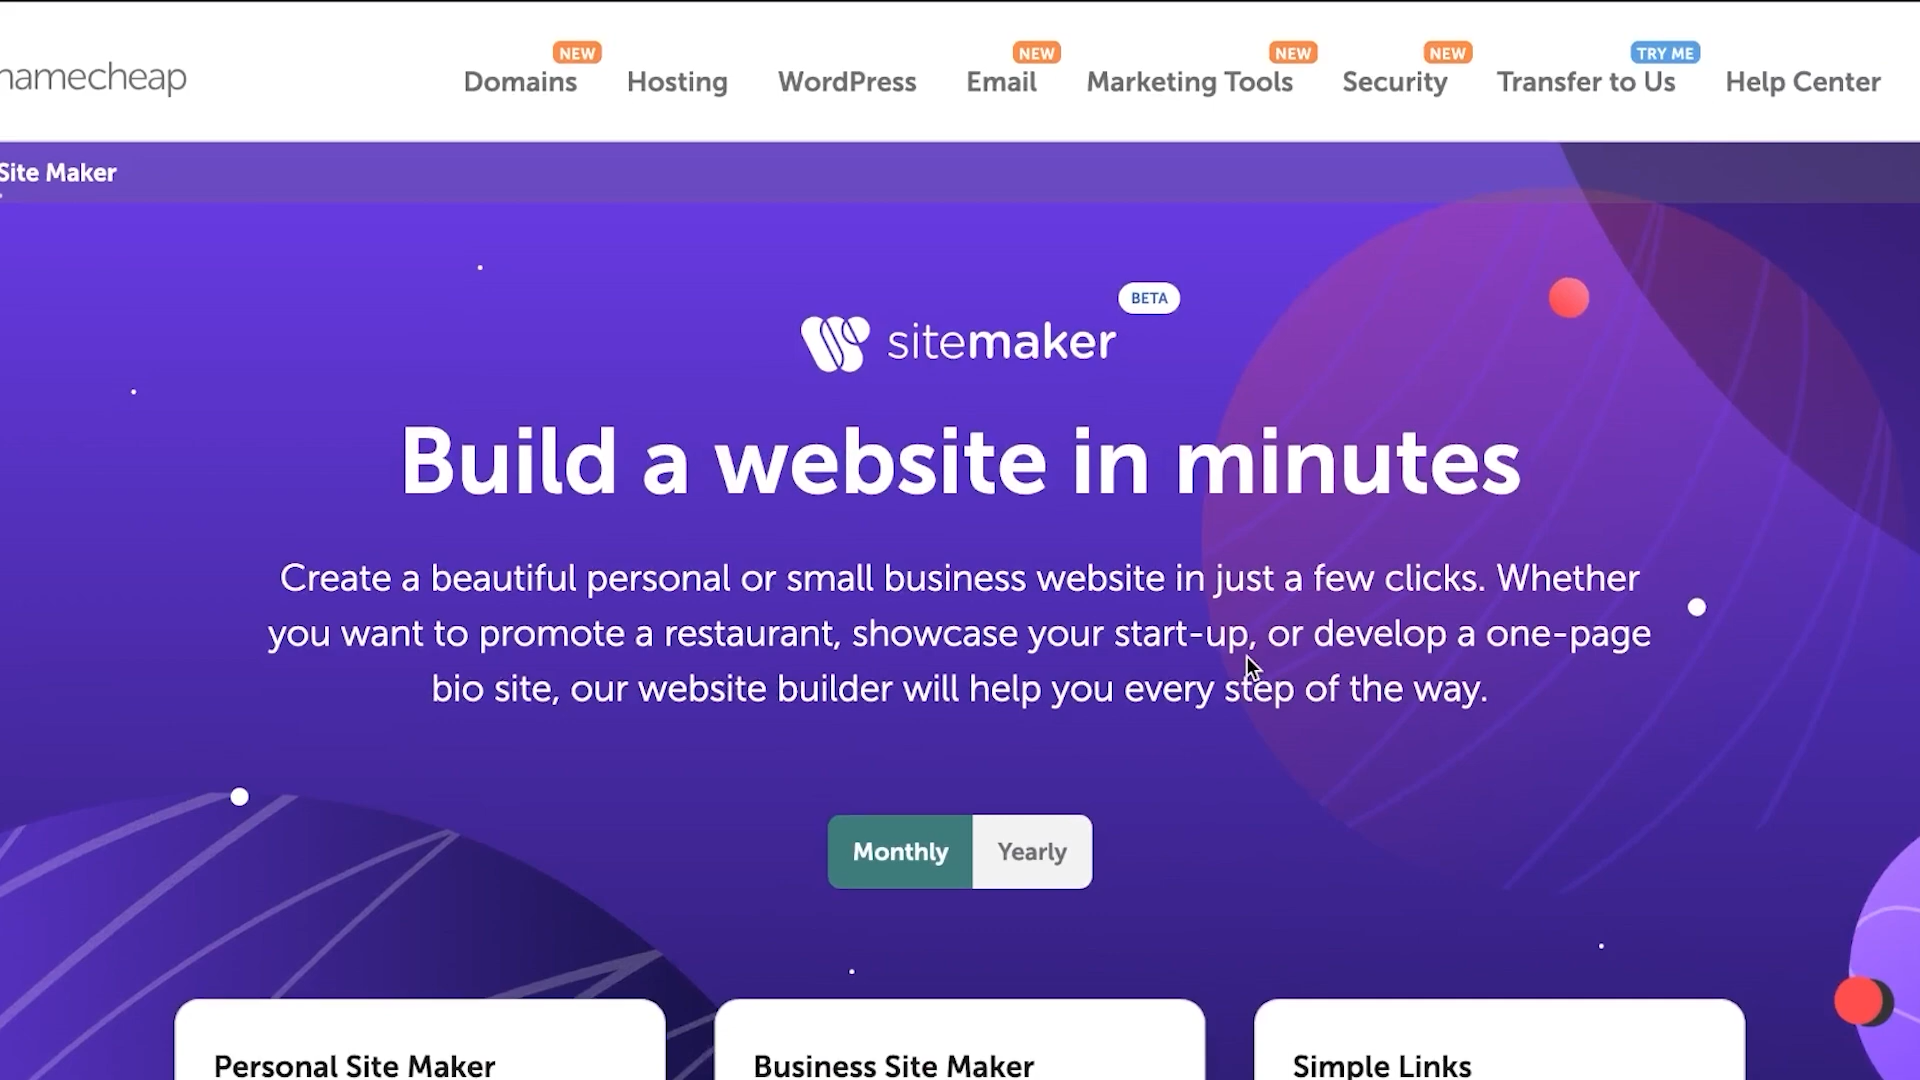 namecheap
NEW NEW NEW NEW TRY ME
Domains Hosting WordPress Email Marketing Tools Security Transfer to Us Help Center
Site Maker
BETA
sitemaker
Build a website in minutes
Create a beautiful personal or small business website in just a few clicks. Whether
you want to promote a restaurant, showcase your start-up, or develop a one-page
bio site, our website builder will help you every step of the way.
Monthly Yearly
Personal Site Maker Business Site Maker Simple Links